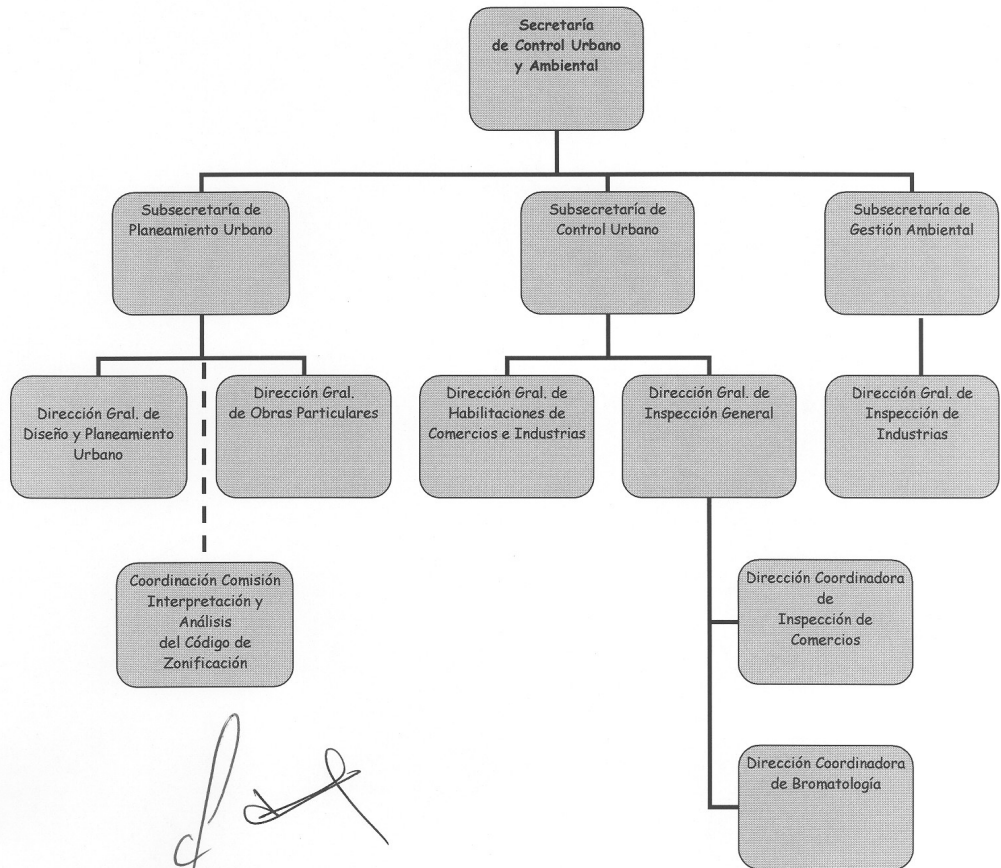 Secretaría
de Control Urbano
y Ambiental
Subsecretaría de
Planeamiento Urbano
Subsecretaría de
Control Urbano
Subsecretaría de
Gestión Ambiental
Dirección Gral. de
Diseño y Planeamiento
Urbano
Dirección Gral.
de Obras Particulares
Dirección Gral. de
Habilitaciones de
Comercios e Industrias
Dirección Gral. de
Inspección General
Dirección Gral. de
Inspección de
Industrias
Coordinación Comisión
Interpretación y
Análisis
del Código de
Zonificación
Dirección Coordinadora
de
Inspección de
Comercios
Dirección Coordinadora
de Bromatología